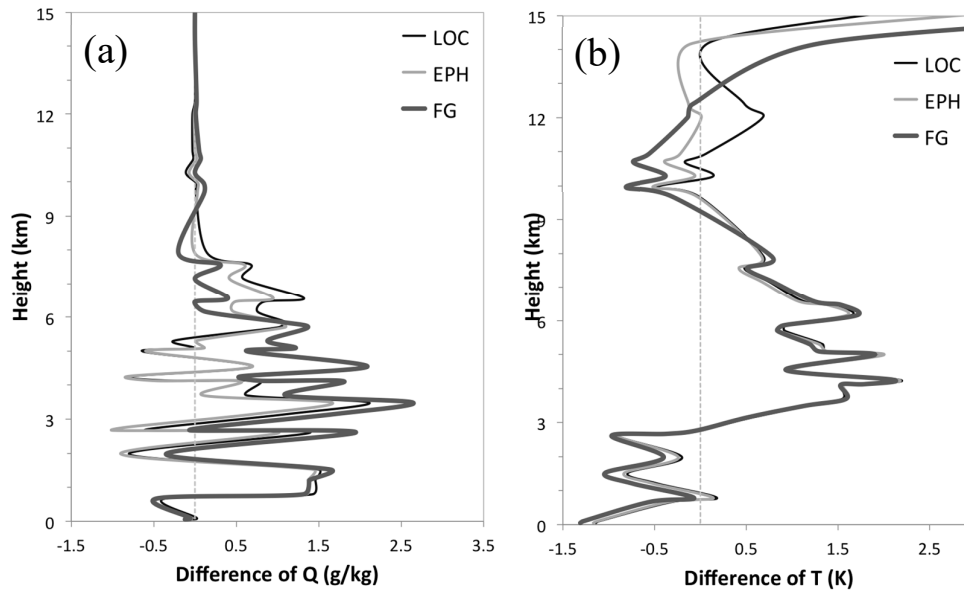 (a)
LOC
EPH
FG
15
12
9
6
3
0
Height (km)
-1.5
-0.5
0.5
1.5
2.5
3.5
Difference of Q (g/kg)
(b)
LOC
EPH
FG
15
12
9
6
3
0
Height (km)
-1.5
-0.5
0.5
1.5
2.5
Difference of T (K)